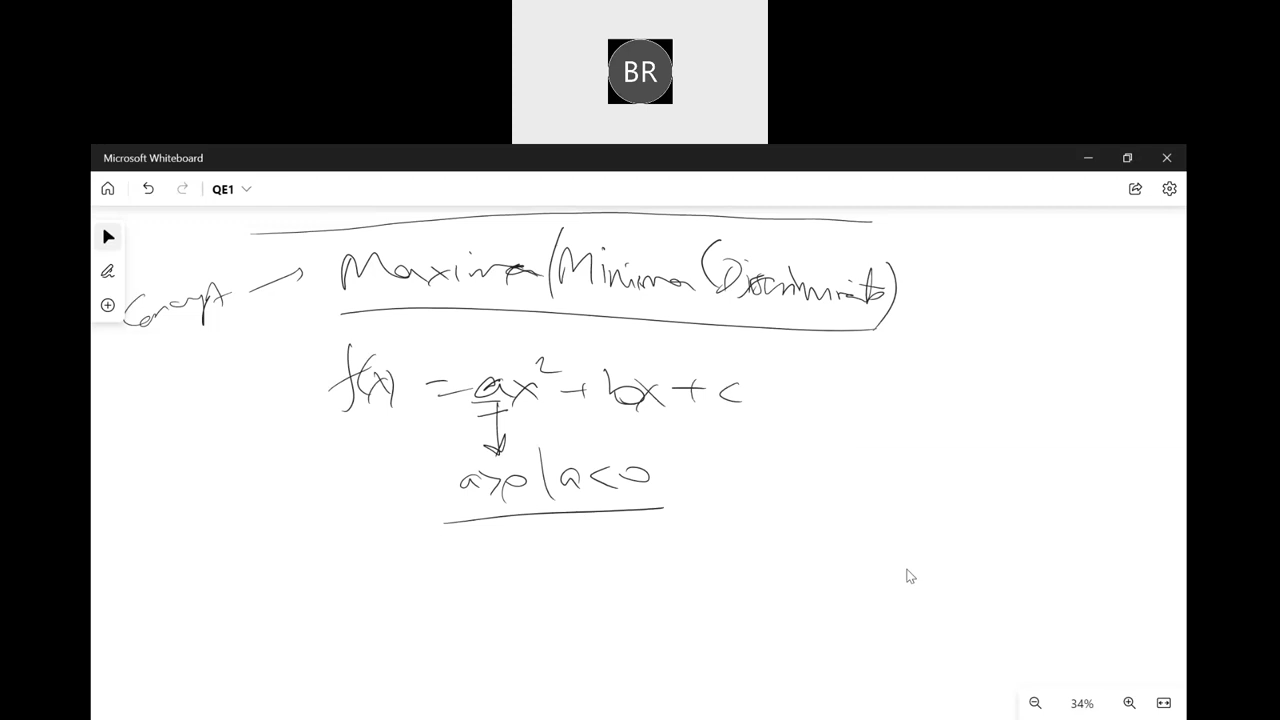 BR
Microsoft Whiteboard
QE1
Concept → Maxima/Minima (Discriminant)
f(x) = ax² + bx + c
a>0 | a<0
34%